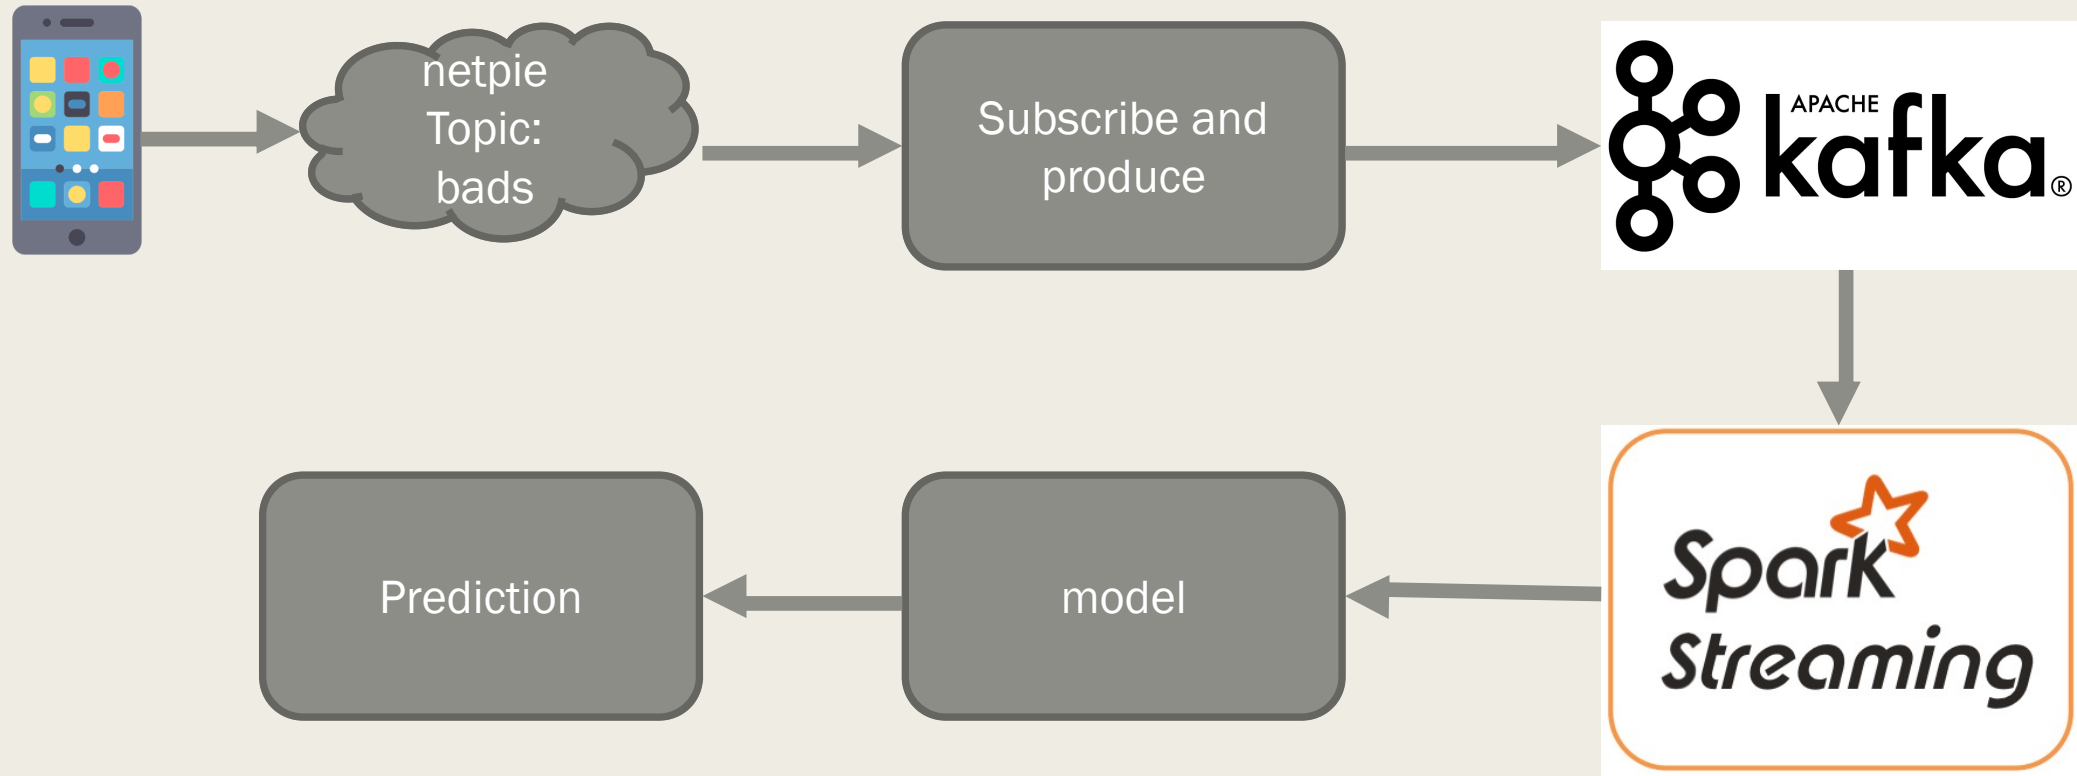 netpie
Topic:
bads
Subscribe and
produce
APACHE
kafka®
Spark
Streaming
model
Prediction